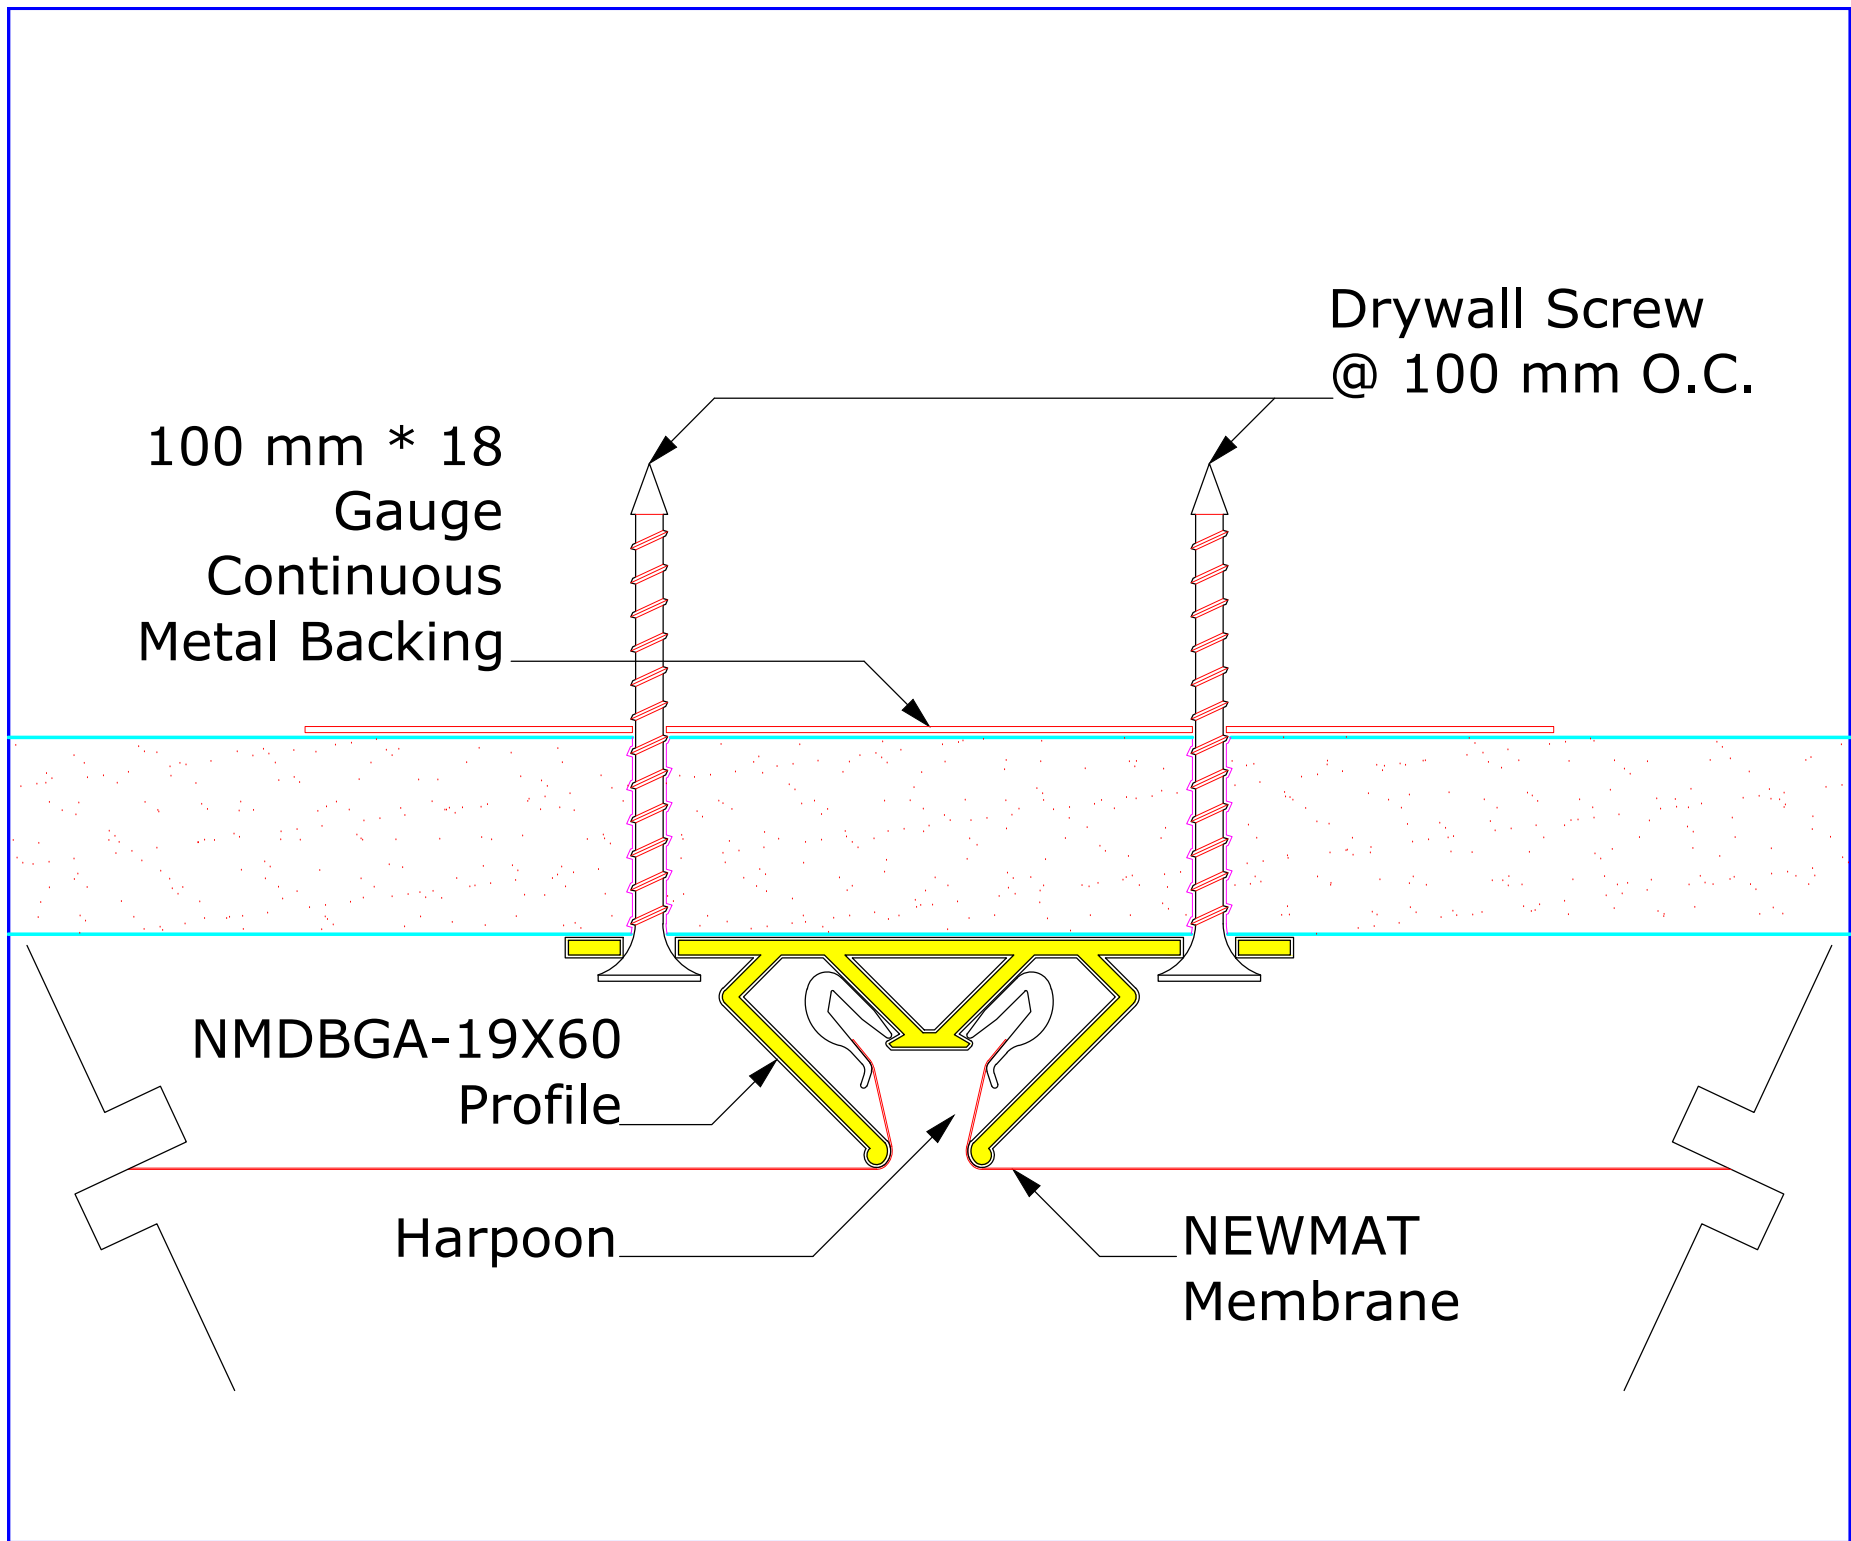 Drywall Screw
@ 100 mm O.C.
100 mm * 18
Gauge
Continuous
Metal Backing
NMDBGA-19X60
Profile
Harpoon
NEWMAT
Membrane